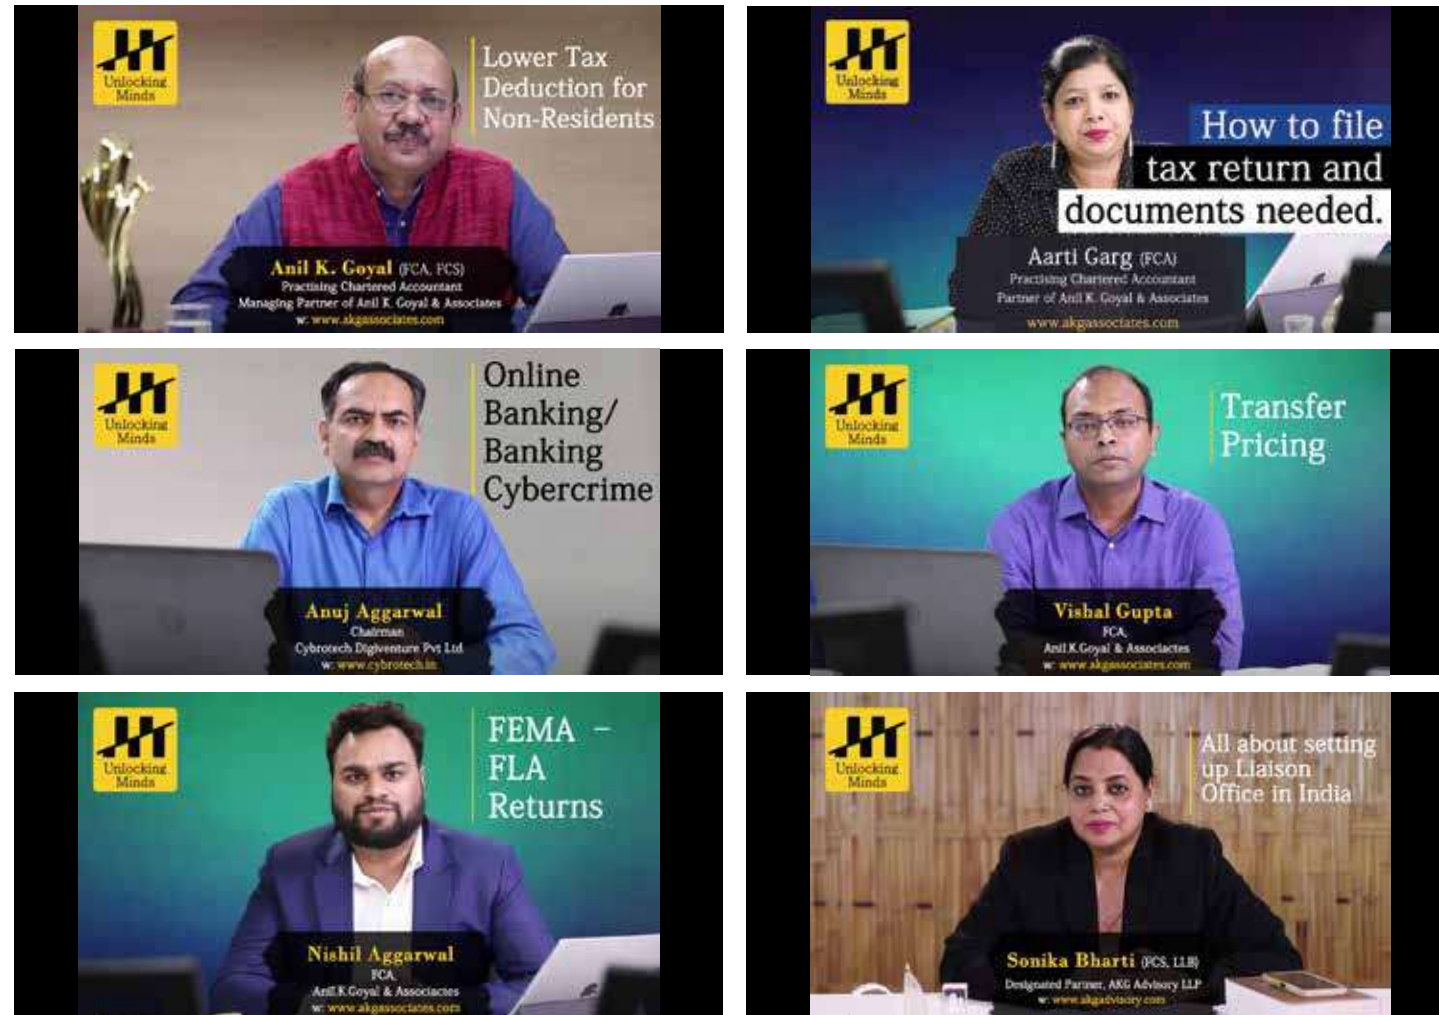 Unlocking
Minds
Lower Tax
Deduction for
Non-Residents
Anil K. Goyal (FCA, FCS)
Practising Chartered Accountant
Managing Partner of Anil K. Goyal & Associates
w: www.akgassociates.com
Unlocking
Minds
How to file
tax return and
documents needed.
Aarti Garg (FCA)
Practising Chartered Accountant
Partner of Anil K. Goyal & Associates
www.akgassociates.com
Unlocking
Minds
Online
Banking/
Banking
Cybercrime
Anuj Aggarwal
Chairman
Cybrotech Digiventure Pvt Ltd
w: www.cybrotech.in
Unlocking
Minds
Transfer
Pricing
Vishal Gupta
FCA,
Anil.K.Goyal & Associactes
w: www.akgassociates.com
Unlocking
Minds
FEMA –
FLA
Returns
Nishil Aggarwal
FCA,
Anil.K.Goyal & Associactes
w: www.akgassociates.com
Unlocking
Minds
All about setting
up Liaison
Office in India
Sonika Bharti (FCS, LLB)
Designated Partner, AKG Advisory LLP
w: www.akgadvisory.com